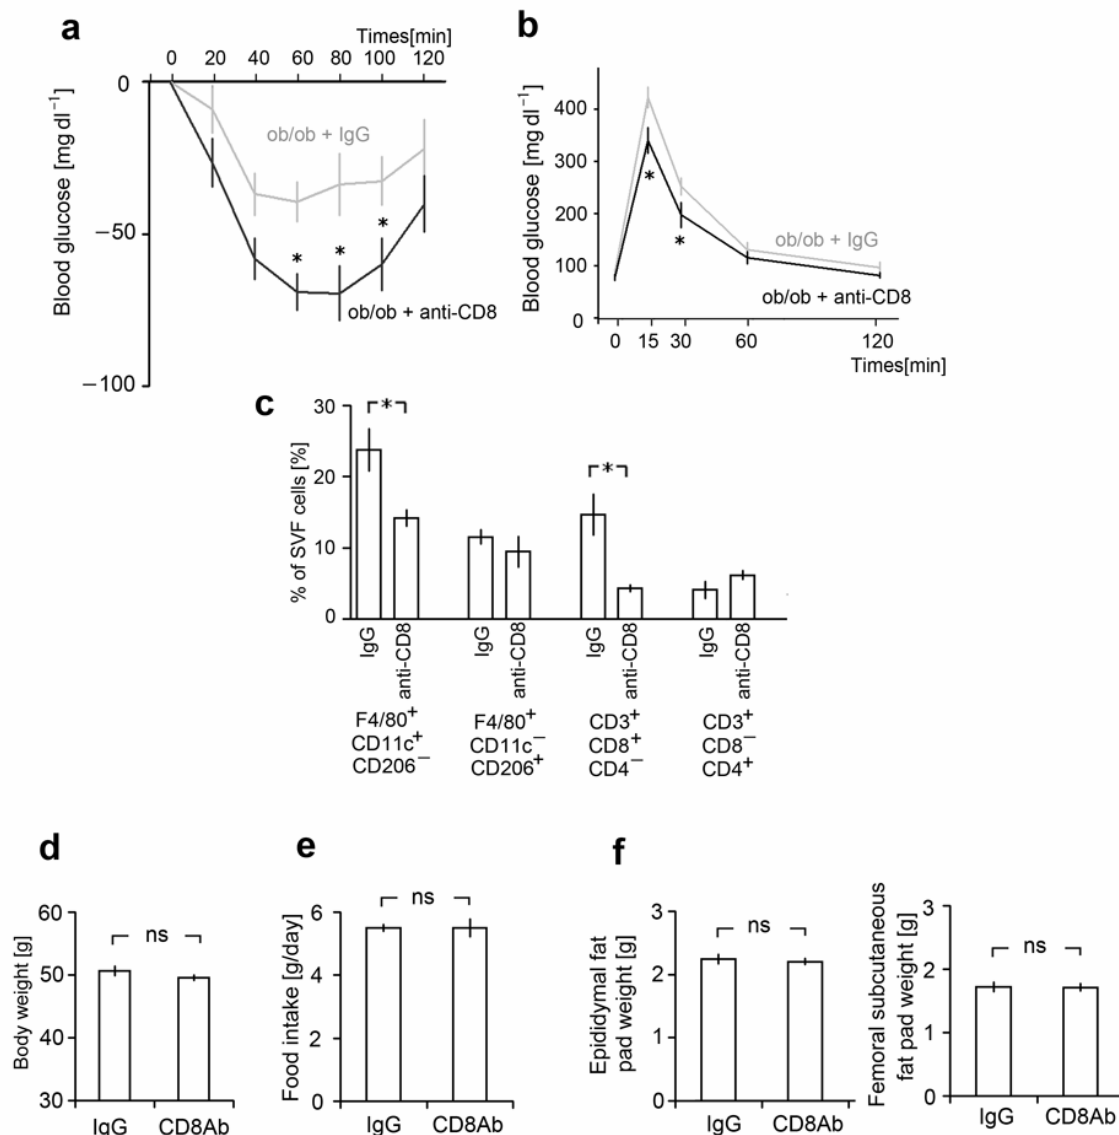 a
Times[min]
0 20 40 60 80 100 120
0
−50
−100
Blood glucose [mg dl−1]
ob/ob + IgG
* * *
ob/ob + anti-CD8
b
400
300
200
100
0
Blood glucose [mg dl−1]
*
*
ob/ob + IgG
ob/ob + anti-CD8
0 15 30 60 120
Times[min]
c
30
20
10
0
% of SVF cells [%]
*
*
IgG anti-CD8 IgG anti-CD8 IgG anti-CD8 IgG anti-CD8
F4/80+ F4/80+ CD3+ CD3+
CD11c+ CD11c− CD8+ CD8−
CD206− CD206+ CD4− CD4+
d
60
50
40
30
Body weight [g]
ns
IgG CD8Ab
e
6
4
2
0
Food intake [g/day]
ns
IgG CD8Ab
f
3
2
1
0
Epididymal fat
pad weight [g]
ns
IgG CD8Ab
3
2
1
0
Femoral subcutaneous
fat pad weight [g]
ns
IgG CD8Ab